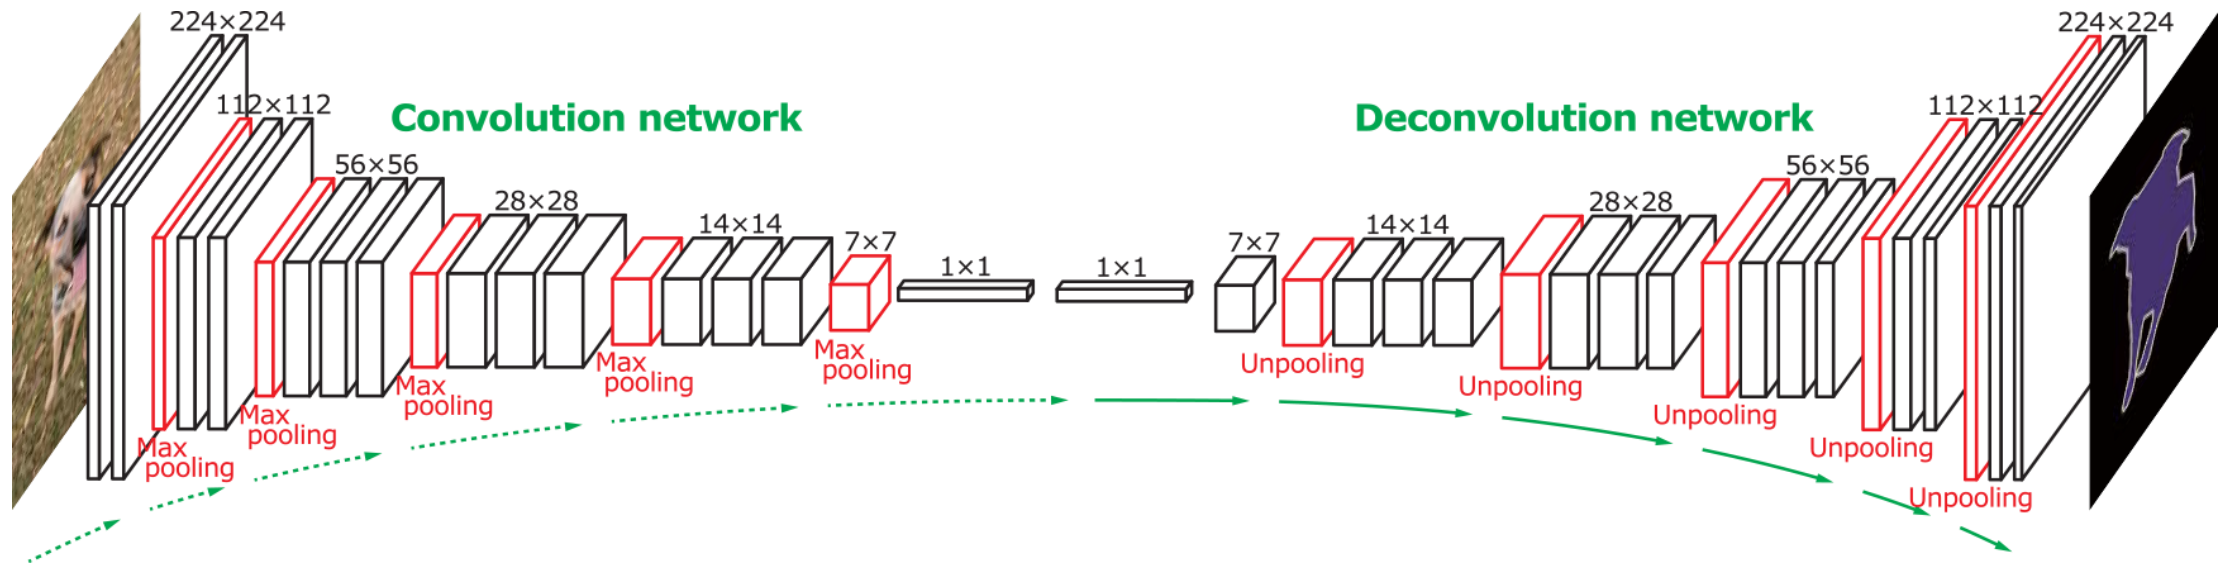 224×224
112×112
Convolution network
56×56
28×28
14×14
7×7
1×1
Max
pooling
Max
pooling
Max
pooling
Max
pooling
Max
pooling
Deconvolution network
1×1
7×7
14×14
28×28
56×56
112×112
224×224
Unpooling
Unpooling
Unpooling
Unpooling
Unpooling